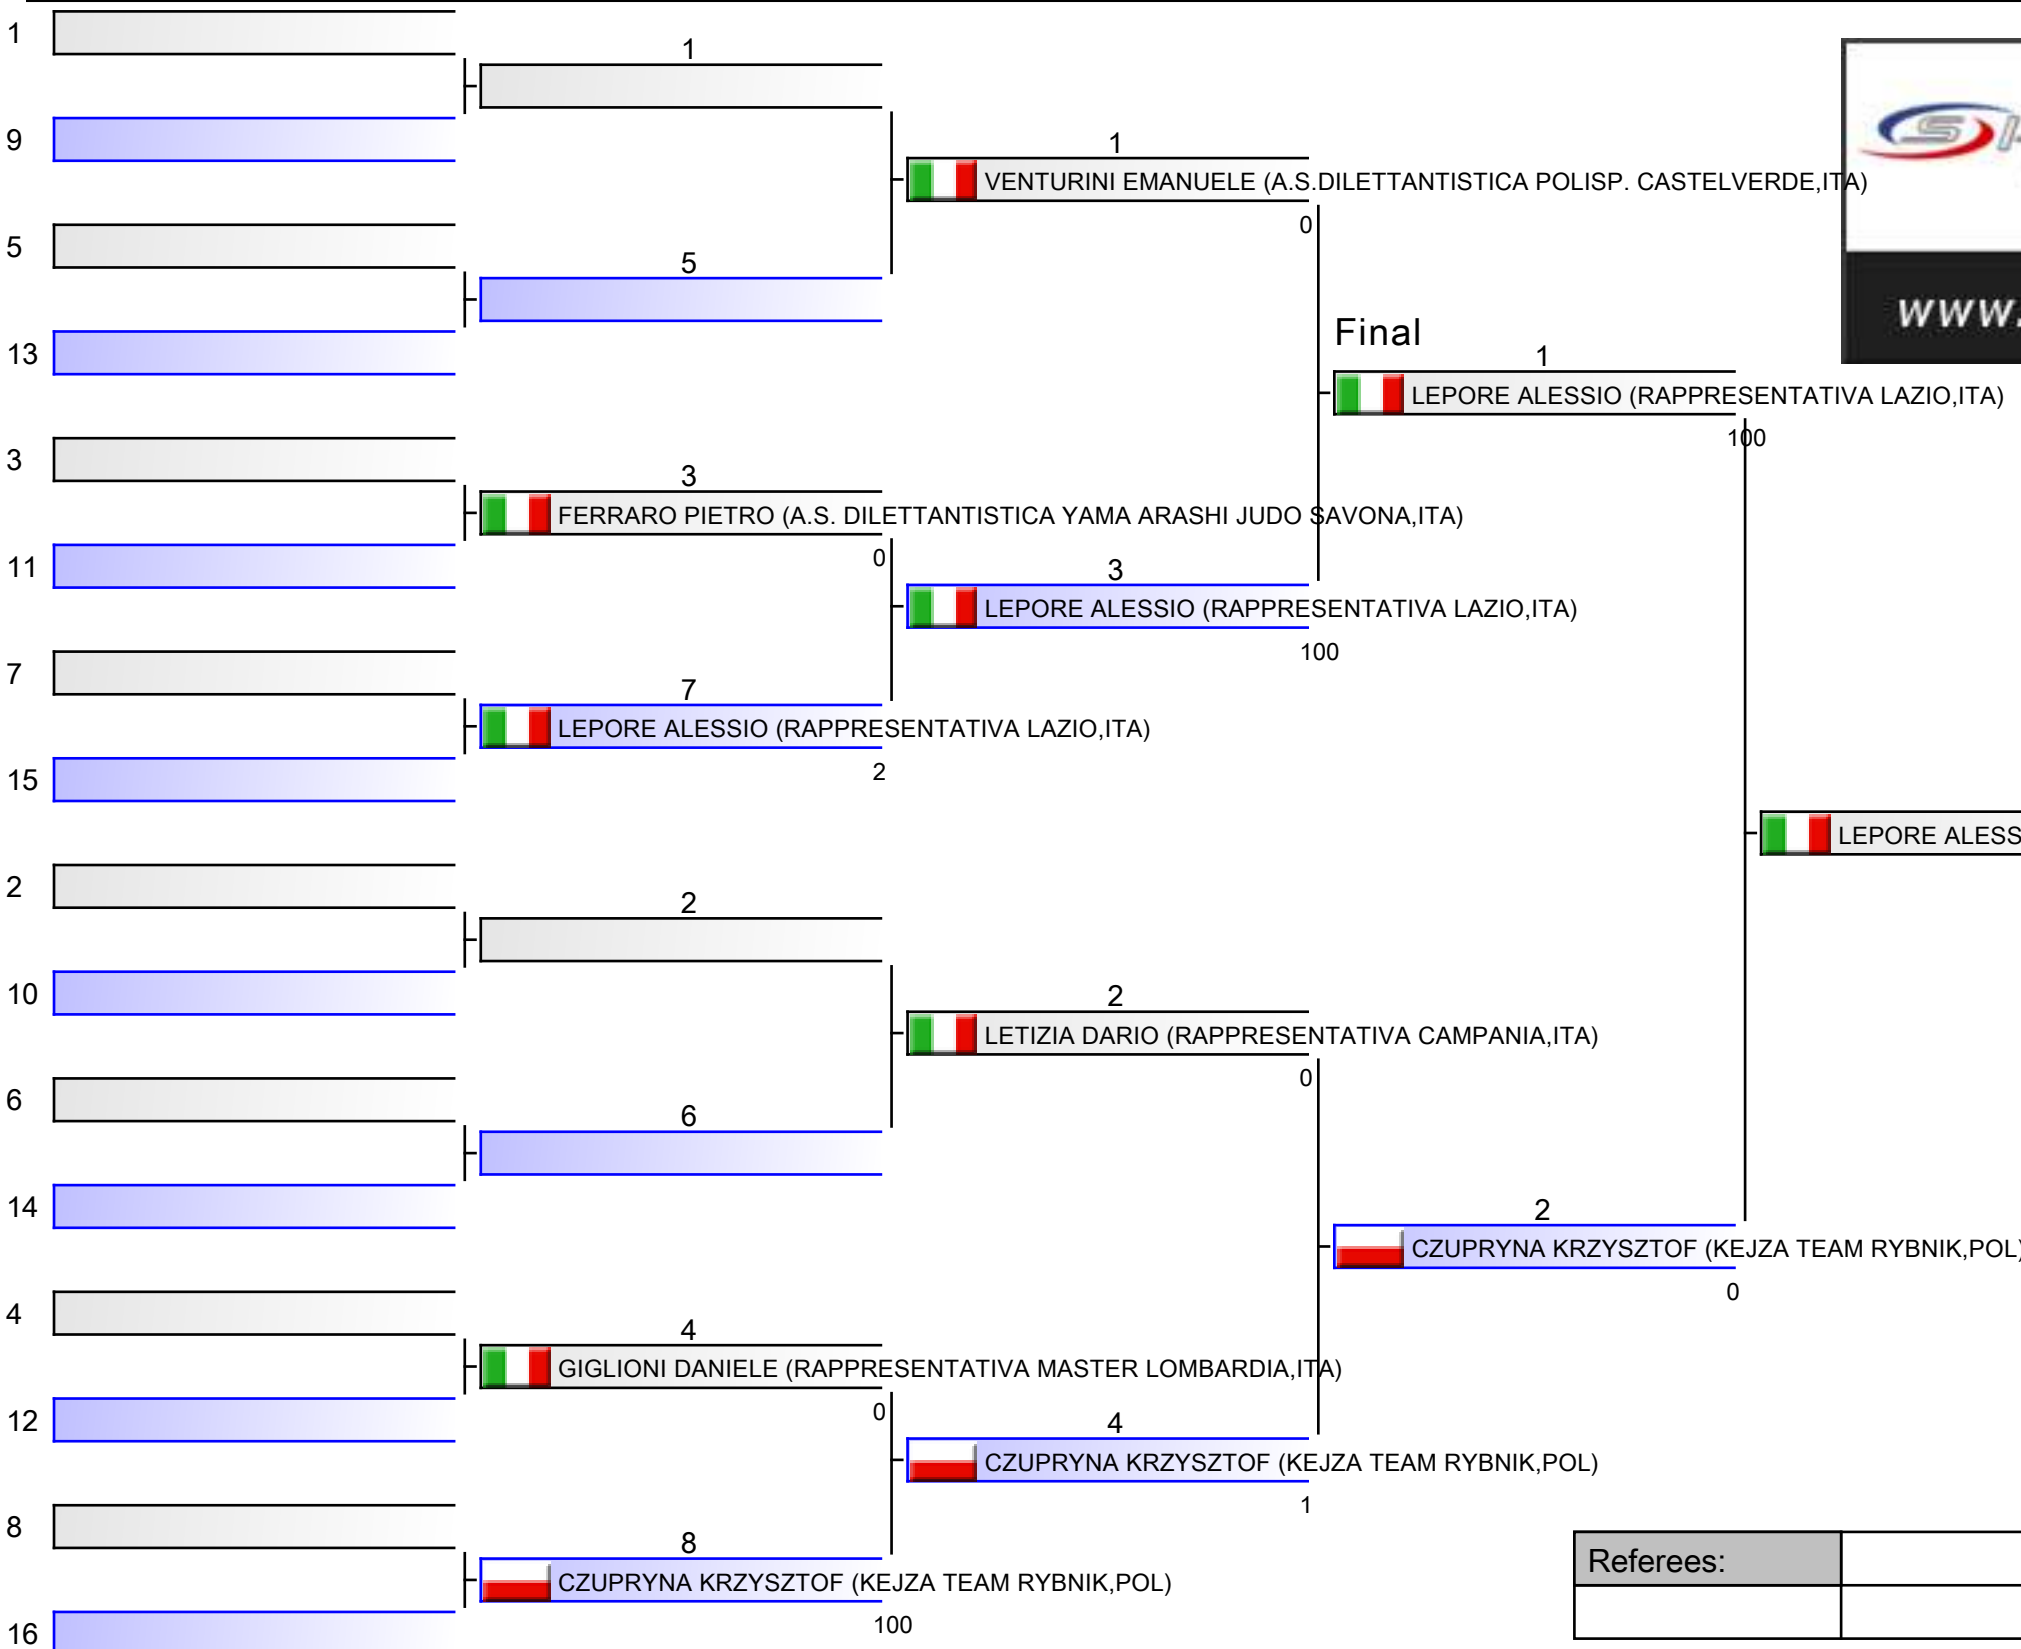 1
1
9
1
VENTURINI EMANUELE (A.S.DILETTANTISTICA POLISP. CASTELVERDE,ITA)
0
5
5
13
Final
1
LEPORE ALESSIO (RAPPRESENTATIVA LAZIO,ITA)
100
www.
3
3
FERRARO PIETRO (A.S. DILETTANTISTICA YAMA ARASHI JUDO SAVONA,ITA)
0
11
3
LEPORE ALESSIO (RAPPRESENTATIVA LAZIO,ITA)
100
7
7
LEPORE ALESSIO (RAPPRESENTATIVA LAZIO,ITA)
2
15
LEPORE ALESS
2
2
10
2
LETIZIA DARIO (RAPPRESENTATIVA CAMPANIA,ITA)
0
6
6
14
2
CZUPRYNA KRZYSZTOF (KEJZA TEAM RYBNIK,POL)
0
4
4
GIGLIONI DANIELE (RAPPRESENTATIVA MASTER LOMBARDIA,ITA)
0
12
4
CZUPRYNA KRZYSZTOF (KEJZA TEAM RYBNIK,POL)
1
8
8
CZUPRYNA KRZYSZTOF (KEJZA TEAM RYBNIK,POL)
100
16
Referees: